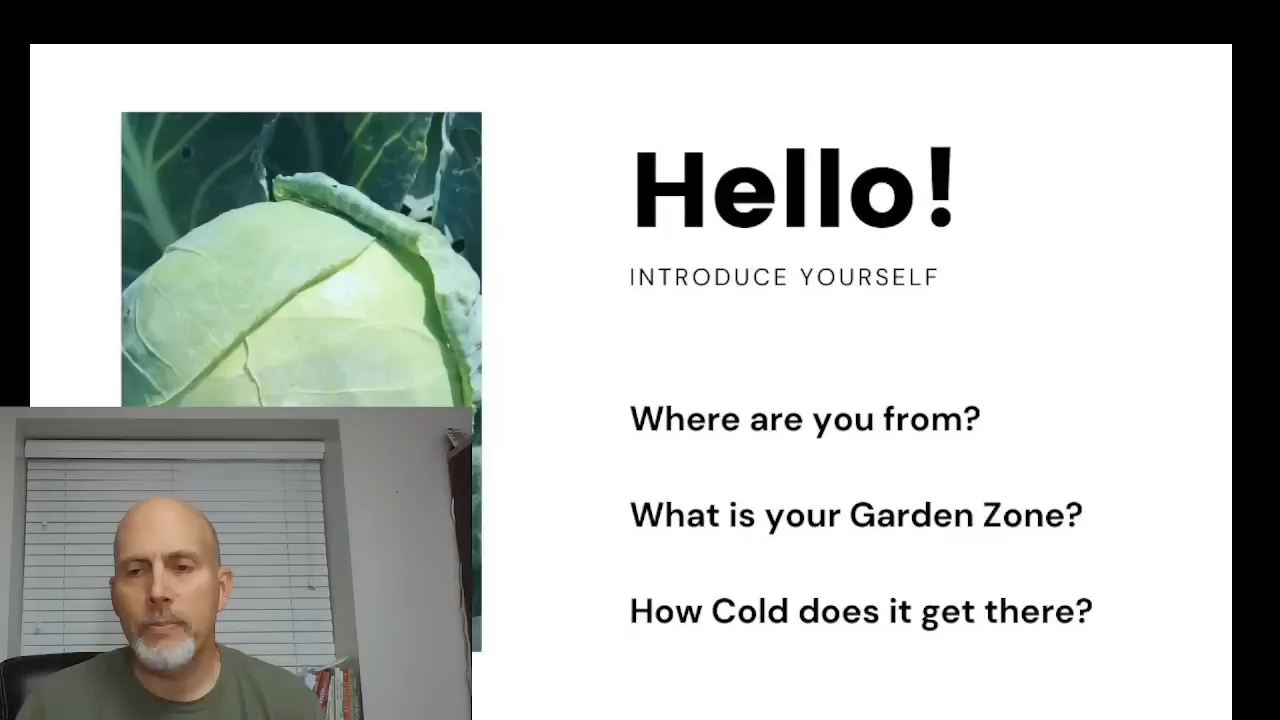 Hello!
INTRODUCE YOURSELF
Where are you from?
What is your Garden Zone?
How Cold does it get there?